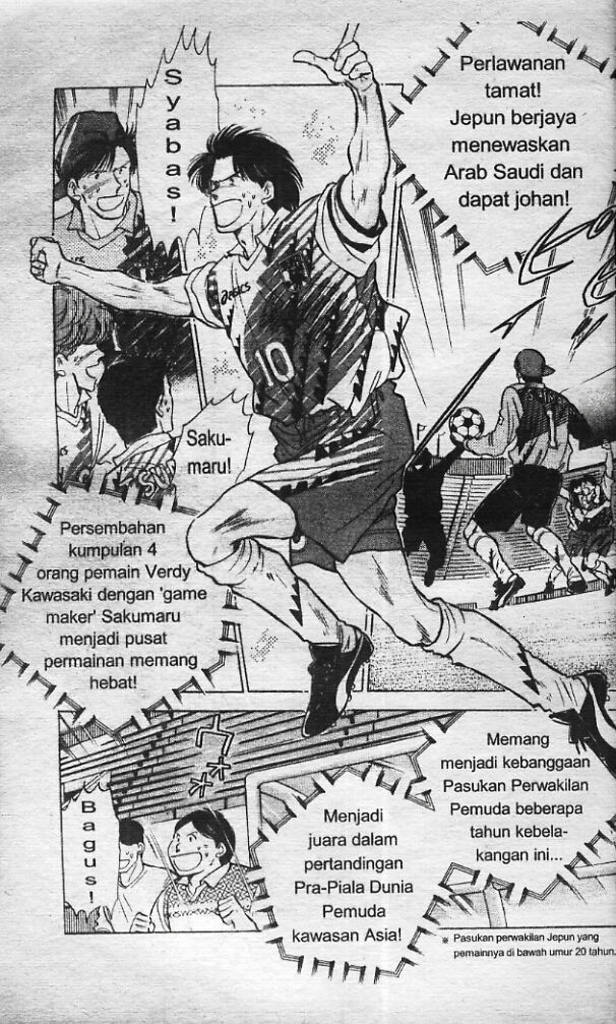 Perlawanan
tamat!
Jepun berjaya
menewaskan
Arab Saudi dan
dapat johan!
Syabas!
asics
10
1
Saku-
maru!
Persembahan
kumpulan 4
orang pemain Verdy
Kawasaki dengan 'game
maker' Sakumaru
menjadi pusat
permainan memang
hebat!
Memang
menjadi kebanggaan
Pasukan Perwakilan
Pemuda beberapa
tahun kebela-
kangan ini...
Menjadi
juara dalam
pertandingan
Pra-Piala Dunia
Pemuda
kawasan Asia!
Bagus!
* Pasukan perwakilan Jepun yang
pemainnya di bawah umur 20 tahun.